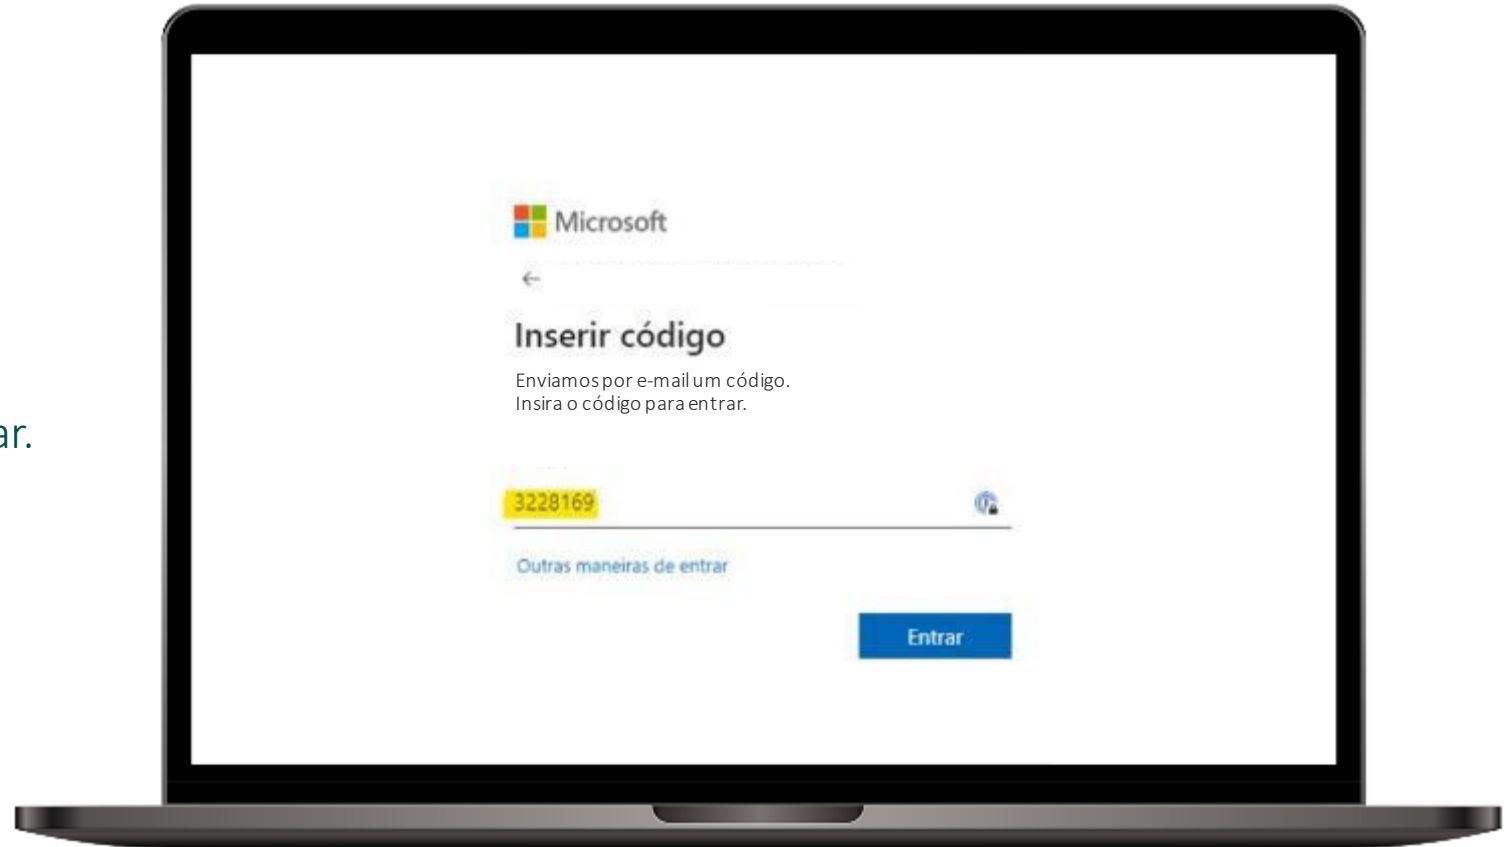 Microsoft
←
Inserir código
Enviamos por e-mail um código.
Insira o código para entrar.
ar.
3228169
Outras maneiras de entrar
Entrar